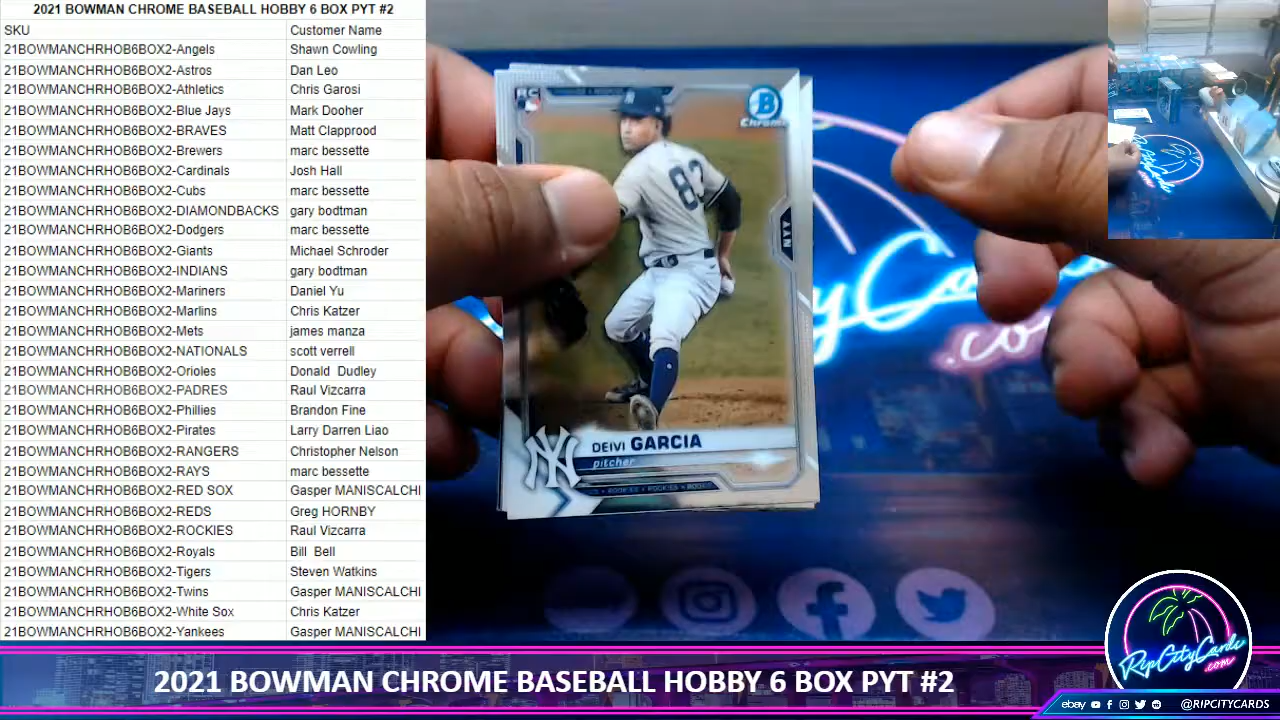 2021 BOWMAN CHROME BASEBALL HOBBY 6 BOX PYT #2
SKU Customer Name
21BOWMANCHRHOB6BOX2-Angels Shawn Cowling
21BOWMANCHRHOB6BOX2-Astros Dan Leo
21BOWMANCHRHOB6BOX2-Athletics Chris Garosi
21BOWMANCHRHOB6BOX2-Blue Jays Mark Dooher
21BOWMANCHRHOB6BOX2-BRAVES Matt Clapprood
21BOWMANCHRHOB6BOX2-Brewers marc bessette
21BOWMANCHRHOB6BOX2-Cardinals Josh Hall
21BOWMANCHRHOB6BOX2-Cubs marc bessette
21BOWMANCHRHOB6BOX2-DIAMONDBACKS gary bodtman
21BOWMANCHRHOB6BOX2-Dodgers marc bessette
21BOWMANCHRHOB6BOX2-Giants Michael Schroder
21BOWMANCHRHOB6BOX2-INDIANS gary bodtman
21BOWMANCHRHOB6BOX2-Mariners Daniel Yu
21BOWMANCHRHOB6BOX2-Marlins Chris Katzer
21BOWMANCHRHOB6BOX2-Mets james manza
21BOWMANCHRHOB6BOX2-NATIONALS scott verrell
21BOWMANCHRHOB6BOX2-Orioles Donald Dudley
21BOWMANCHRHOB6BOX2-PADRES Raul Vizcarra
21BOWMANCHRHOB6BOX2-Phillies Brandon Fine
21BOWMANCHRHOB6BOX2-Pirates Larry Darren Liao
21BOWMANCHRHOB6BOX2-RANGERS Christopher Nelson
21BOWMANCHRHOB6BOX2-RAYS marc bessette
21BOWMANCHRHOB6BOX2-RED SOX Gasper MANISCALCHI
21BOWMANCHRHOB6BOX2-REDS Greg HORNBY
21BOWMANCHRHOB6BOX2-ROCKIES Raul Vizcarra
21BOWMANCHRHOB6BOX2-Royals Bill Bell
21BOWMANCHRHOB6BOX2-Tigers Steven Watkins
21BOWMANCHRHOB6BOX2-Twins Gasper MANISCALCHI
21BOWMANCHRHOB6BOX2-White Sox Chris Katzer
21BOWMANCHRHOB6BOX2-Yankees Gasper MANISCALCHI
RC
B
Chrome
83
NYY
NY
DEIVI GARCIA
pitcher
ROOKIES • ROOKIES
.co
RipCityCards
.com
2021 BOWMAN CHROME BASEBALL HOBBY 6 BOX PYT #2
ebay @RIPCITYCARDS